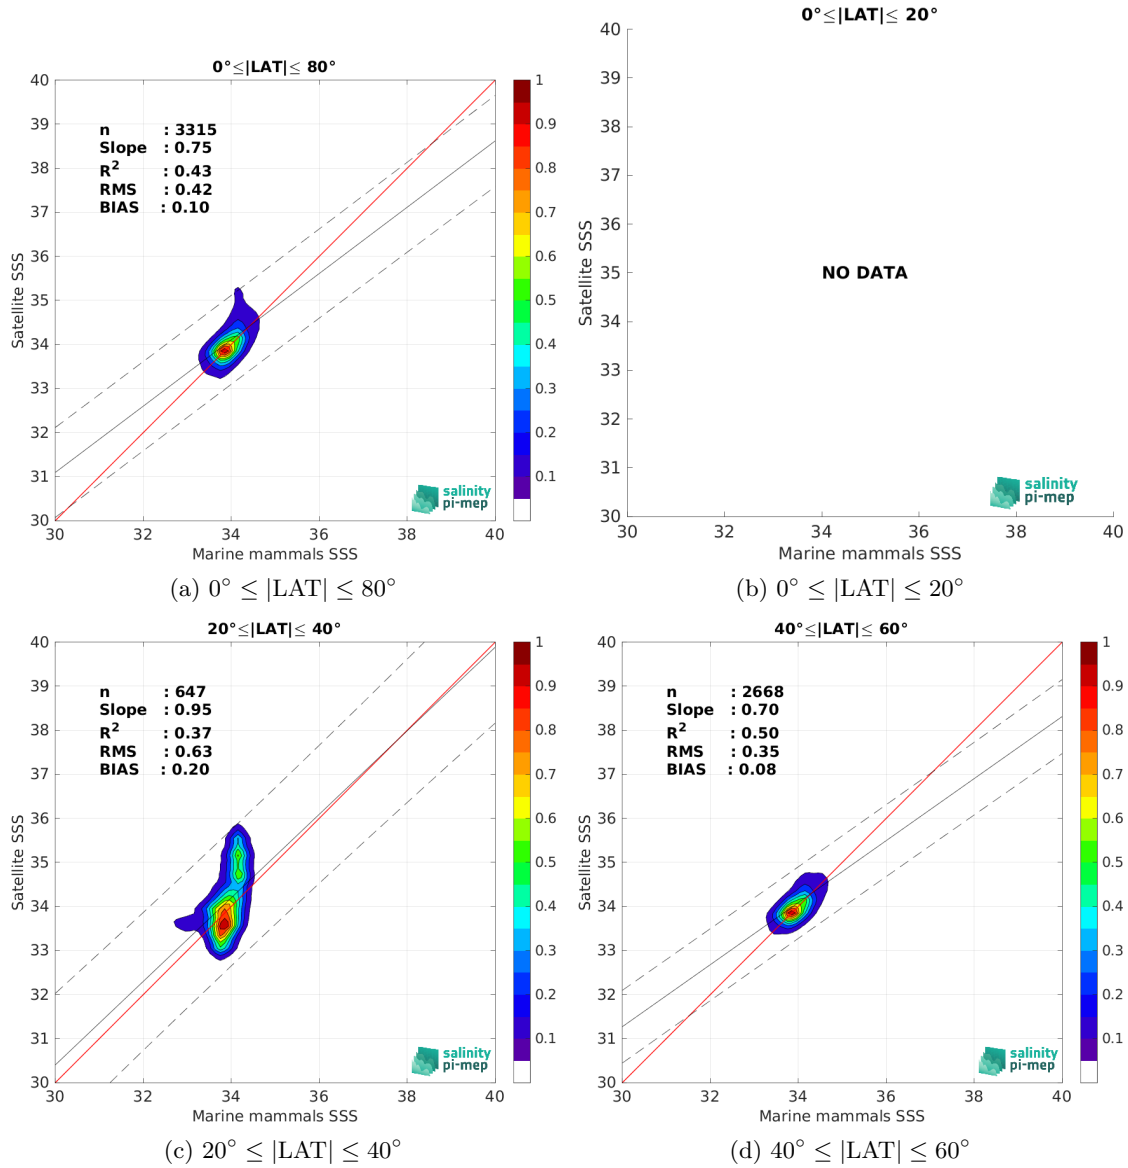 0°≤|LAT|≤ 80°
40
39
38
37
36
35
34
33
32
31
30
n : 3315
Slope : 0.75
R² : 0.43
RMS : 0.42
BIAS : 0.10
Satellite SSS
30 32 34 36 38 40
Marine mammals SSS
salinity
pi-mep
1
0.9
0.8
0.7
0.6
0.5
0.4
0.3
0.2
0.1
(a) 0° ≤ |LAT| ≤ 80°
0°≤|LAT|≤ 20°
40
39
38
37
36
35
34
33
32
31
30
Satellite SSS
NO DATA
salinity
pi-mep
30 32 34 36 38 40
Marine mammals SSS
(b) 0° ≤ |LAT| ≤ 20°
20°≤|LAT|≤ 40°
40
39
38
37
36
35
34
33
32
31
30
n : 647
Slope : 0.95
R² : 0.37
RMS : 0.63
BIAS : 0.20
Satellite SSS
30 32 34 36 38 40
Marine mammals SSS
salinity
pi-mep
1
0.9
0.8
0.7
0.6
0.5
0.4
0.3
0.2
0.1
(c) 20° ≤ |LAT| ≤ 40°
40°≤|LAT|≤ 60°
40
39
38
37
36
35
34
33
32
31
30
n : 2668
Slope : 0.70
R² : 0.50
RMS : 0.35
BIAS : 0.08
Satellite SSS
30 32 34 36 38 40
Marine mammals SSS
salinity
pi-mep
1
0.9
0.8
0.7
0.6
0.5
0.4
0.3
0.2
0.1
(d) 40° ≤ |LAT| ≤ 60°